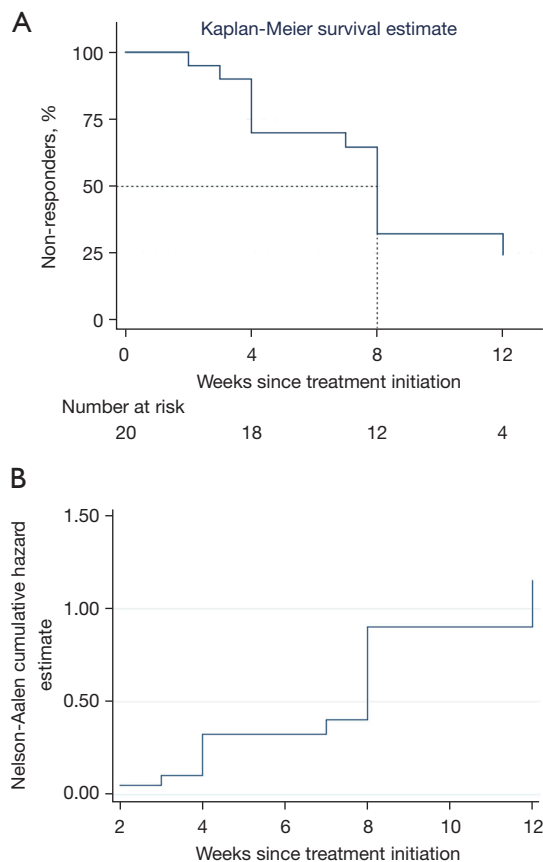 A
Kaplan-Meier survival estimate
Non-responders, %
100
75
50
25
0
0 4 8 12
Weeks since treatment initiation
Number at risk
20 18 12 4
B
Nelson-Aalen cumulative hazard
estimate
1.50
1.00
0.50
0.00
2 4 6 8 10 12
Weeks since treatment initiation